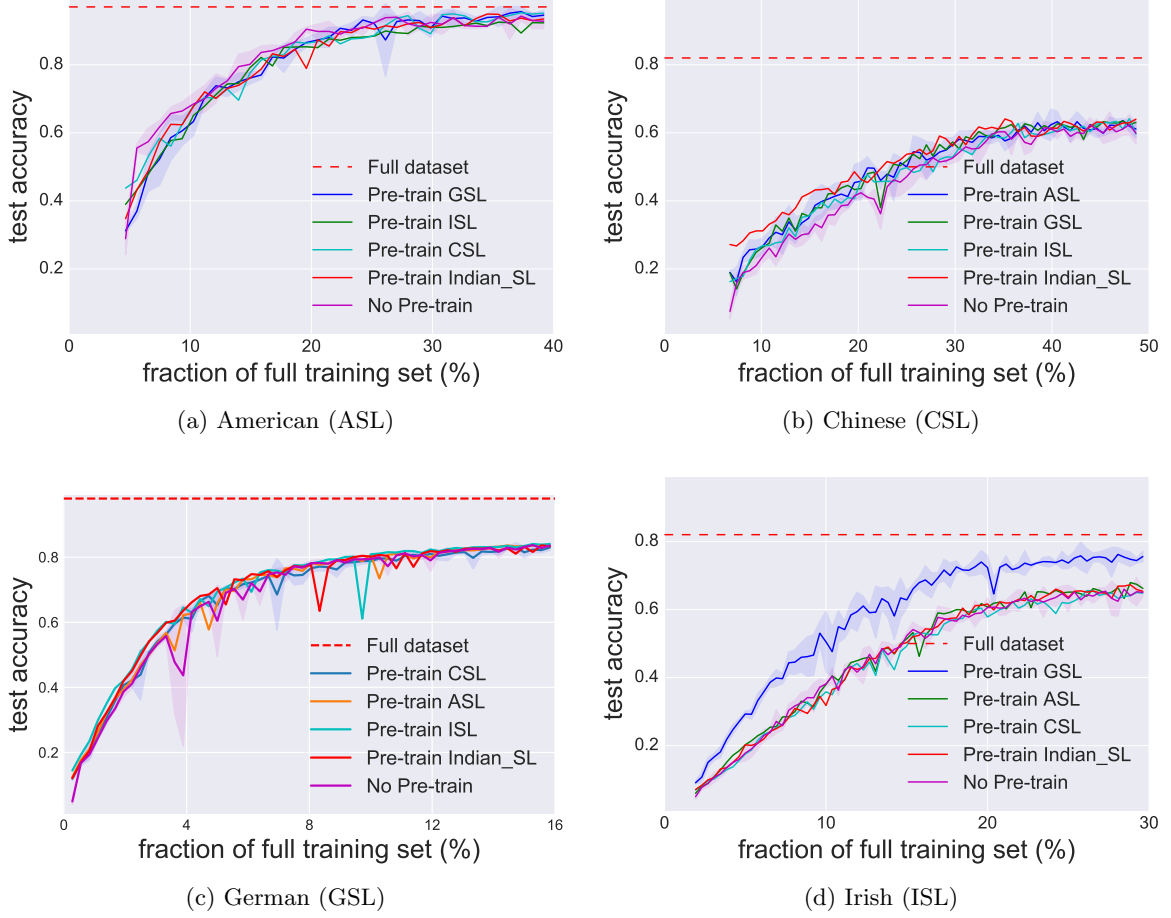 test accuracy
0.8
0.6
0.4
0.2
Full dataset
Pre-train GSL
Pre-train ISL
Pre-train CSL
Pre-train Indian_SL
No Pre-train
0 10 20 30 40
fraction of full training set (%)
(a) American (ASL)
test accuracy
0.8
0.6
0.4
0.2
Full dataset
Pre-train ASL
Pre-train GSL
Pre-train ISL
Pre-train Indian_SL
No Pre-train
0 10 20 30 40 50
fraction of full training set (%)
(b) Chinese (CSL)
test accuracy
0.8
0.6
0.4
0.2
Full dataset
Pre-train CSL
Pre-train ASL
Pre-train ISL
Pre-train Indian_SL
No Pre-train
0 4 8 12 16
fraction of full training set (%)
(c) German (GSL)
test accuracy
0.8
0.6
0.4
0.2
Full dataset
Pre-train GSL
Pre-train ASL
Pre-train CSL
Pre-train Indian_SL
No Pre-train
0 10 20 30
fraction of full training set (%)
(d) Irish (ISL)